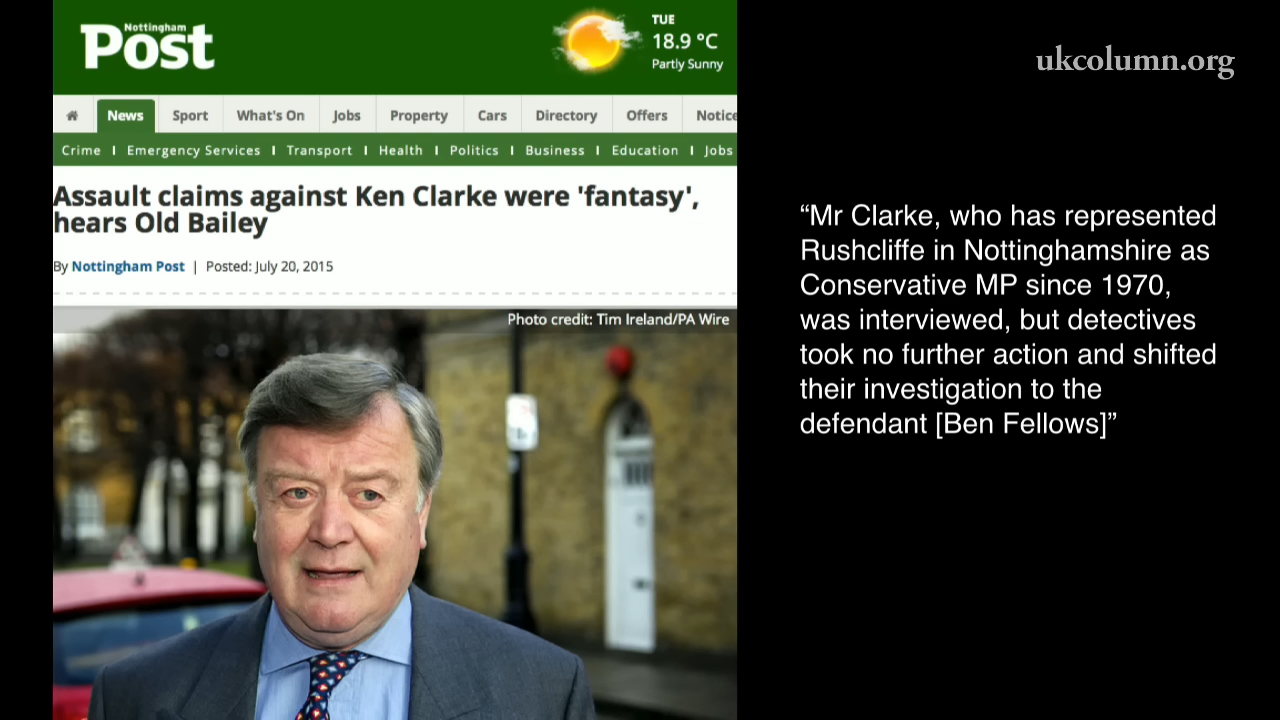 Nottingham
Post
TUE
18.9 °C
Partly Sunny
ukcolumn.org
News Sport What's On Jobs Property Cars Directory Offers Notice
Crime I Emergency Services I Transport I Health I Politics I Business I Education I Jobs
Assault claims against Ken Clarke were 'fantasy',
hears Old Bailey
By Nottingham Post | Posted: July 20, 2015
Photo credit: Tim Ireland/PA Wire
“Mr Clarke, who has represented
Rushcliffe in Nottinghamshire as
Conservative MP since 1970,
was interviewed, but detectives
took no further action and shifted
their investigation to the
defendant [Ben Fellows]”